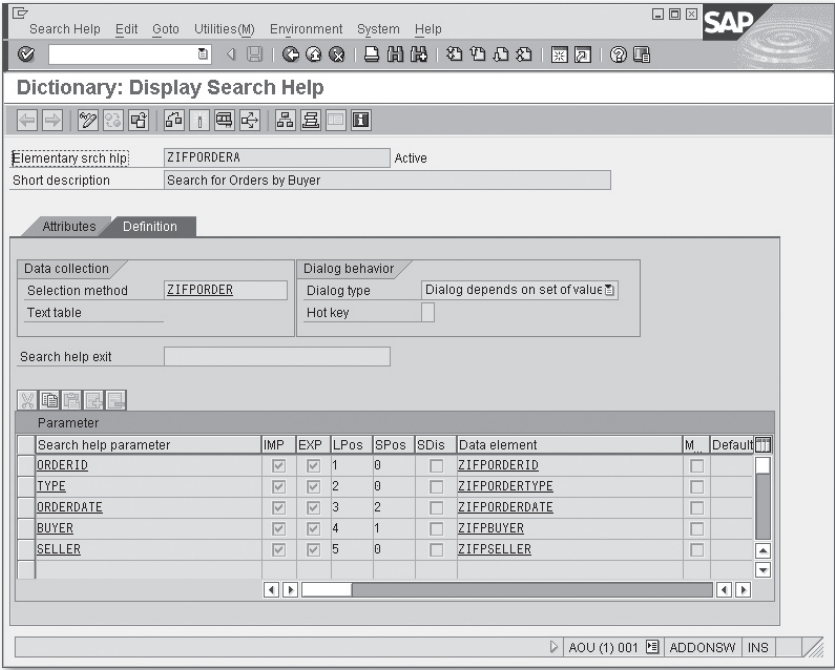 Search Help Edit Goto Utilities(M) Environment System Help
SAP
Dictionary: Display Search Help
Elementary srch hlp ZIFPORDERA Active
Short description Search for Orders by Buyer
Attributes Definition
Data collection Dialog behavior
Selection method ZIFPORDER Dialog type Dialog depends on set of value
Text table Hot key
Search help exit
Parameter
Search help parameter IMP EXP LPos SPos SDis Data element M... Default
ORDERID 1 0 ZIFPORDERID
TYPE 2 0 ZIFPORDERTYPE
ORDERDATE 3 2 ZIFPORDERDATE
BUYER 4 1 ZIFPBUYER
SELLER 5 0 ZIFPSELLER
AOU (1) 001 ADDONSW INS